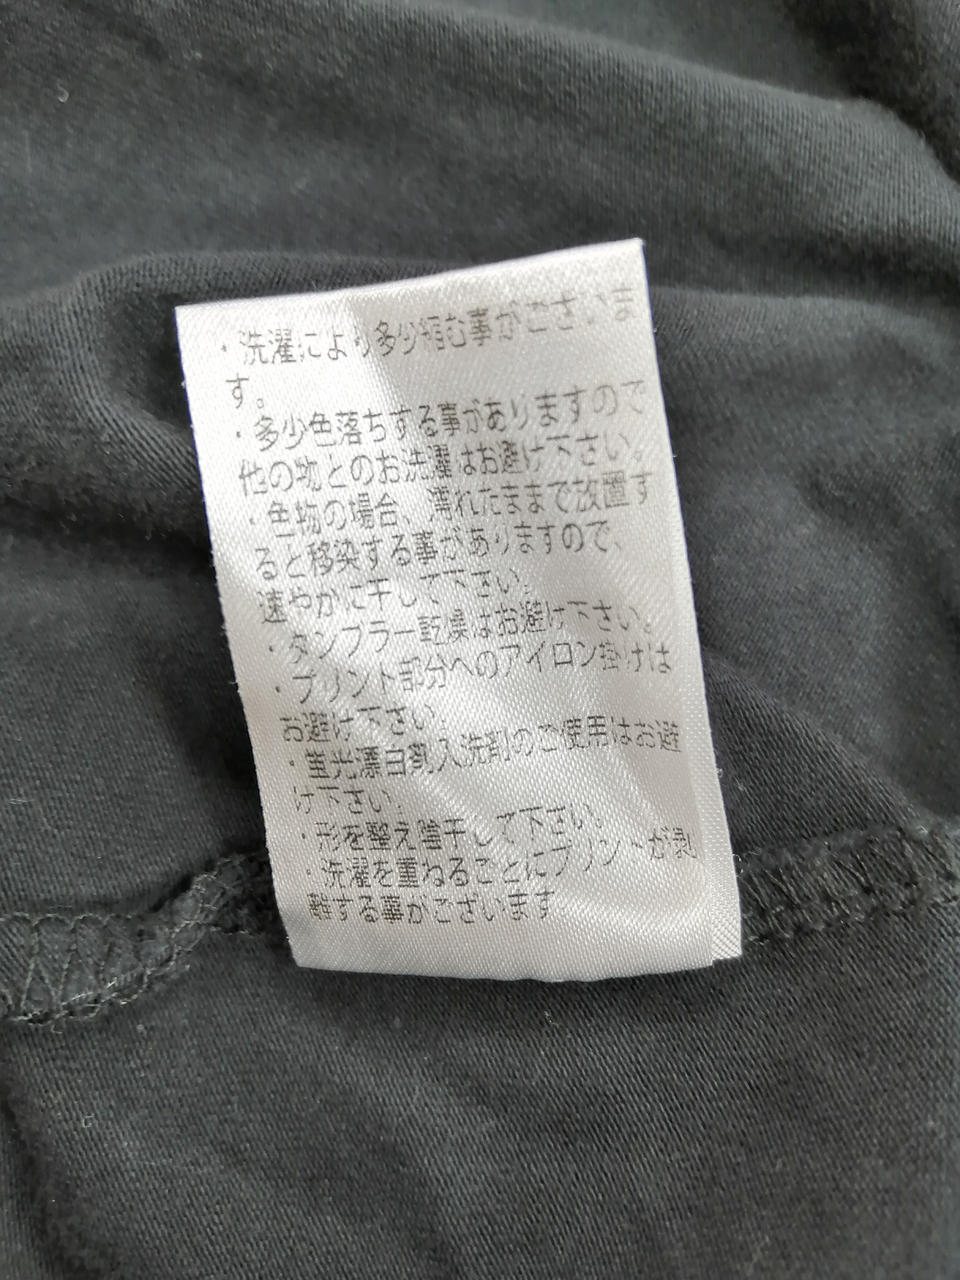 ・洗濯により多少縮む事がございま
す。
・多少色落ちする事がありますので
他の物とのお洗濯はお避け下さい。
・色物の場合、濡れたままで放置す
ると移染する事がありますので、
速やかに干して下さい。
・タンブラー乾燥はお避け下さい。
・プリント部分へのアイロン掛けは
お避け下さい。
・蛍光漂白剤入洗剤のご使用はお避
け下さい。
・形を整え陰干して下さい。
・洗濯を重ねることにプリントが剥
離する事がございます